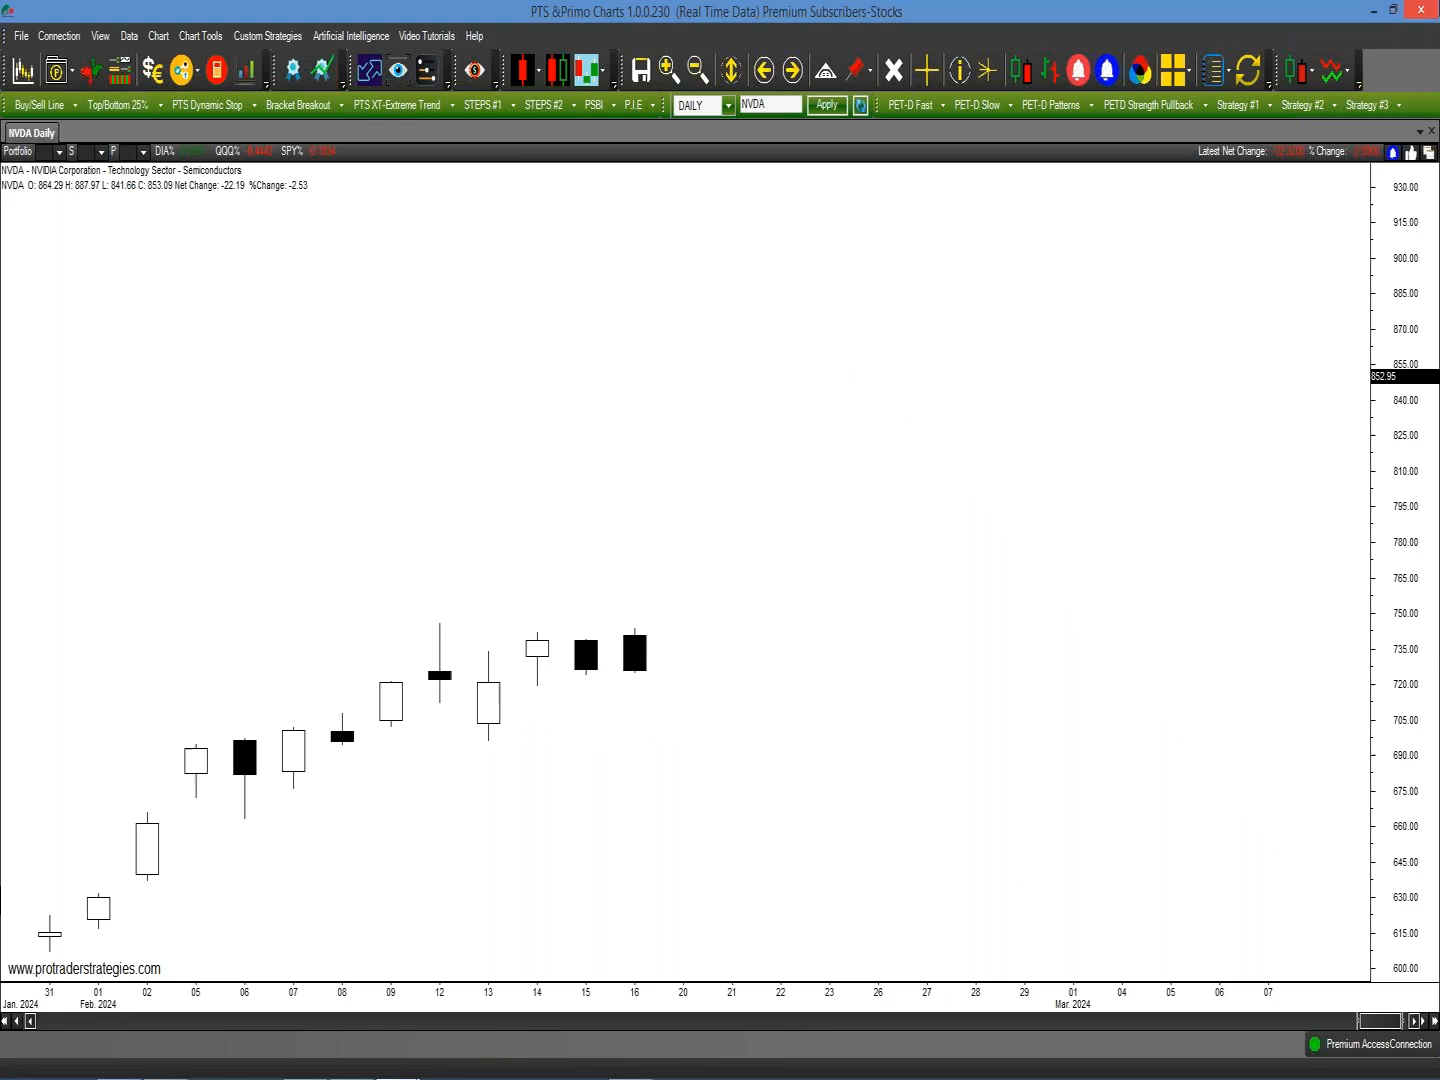 PTS &Primo Charts 1.0.0.230 (Real Time Data) Premium Subscribers-Stocks
File Connection View Data Chart Chart Tools Custom Strategies Artificial Intelligence Video Tutorials Help
Buy/Sell Line Top/Bottom 25% PTS Dynamic Stop Bracket Breakout PTS XT-Extreme Trend STEPS #1 STEPS #2 PSBI P.I.E DAILY NVDA Apply PET-D Fast PET-D Slow PET-D Patterns PETD Strength Pullback Strategy #1 Strategy #2 Strategy #3
NVDA Daily
Portfolio S P DIA% QQQ% SPY% Latest Net Change: % Change:
NVDA - NVIDIA Corporation - Technology Sector - Semiconductors
NVDA O: 864.29 H: 887.97 L: 841.66 C: 853.09 Net Change: -22.19 %Change: -2.53
930.00
915.00
900.00
885.00
870.00
855.00
852.95
840.00
825.00
810.00
795.00
780.00
765.00
750.00
735.00
720.00
705.00
690.00
675.00
660.00
645.00
630.00
615.00
600.00
www.protraderstrategies.com
31 01 02 05 06 07 08 09 12 13 14 15 16 20 21 22 23 26 27 28 29 01 04 05 06 07
Jan. 2024 Feb. 2024 Mar. 2024
Premium AccessConnection